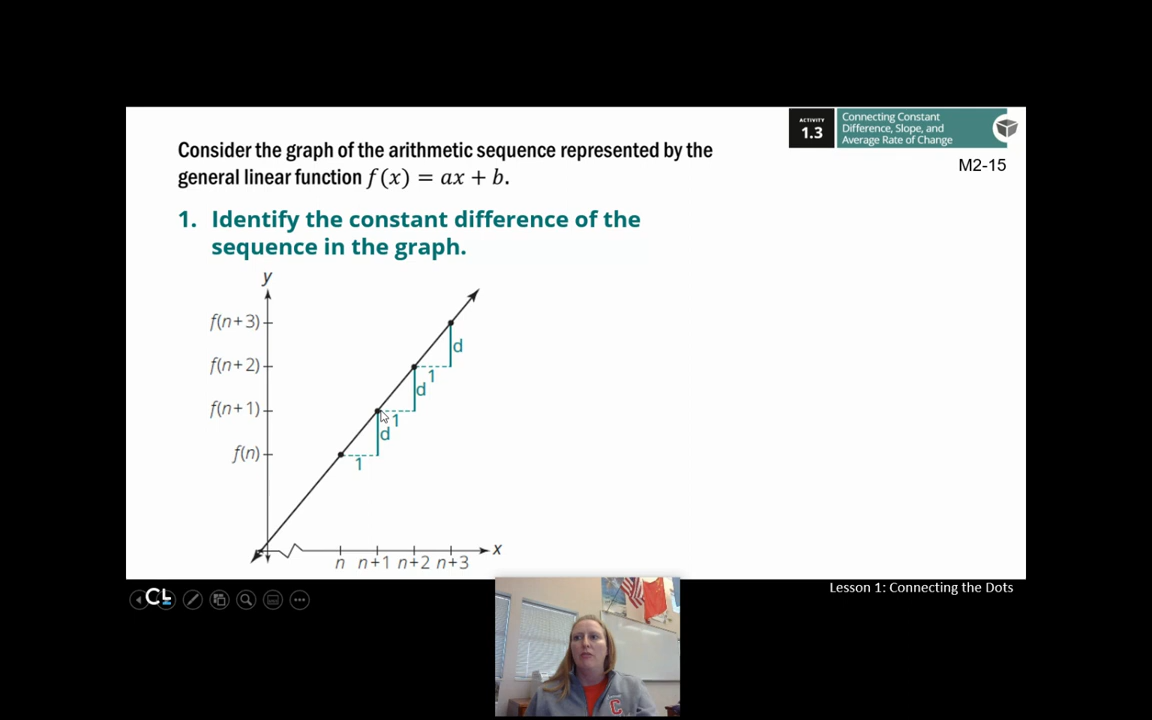 ACTIVITY
1.3
Connecting Constant
Difference, Slope, and
Average Rate of Change
M2-15
Consider the graph of the arithmetic sequence represented by the
general linear function f(x) = ax + b.
1. Identify the constant difference of the
sequence in the graph.
y
f(n+3)
f(n+2)
f(n+1)
f(n)
d
1
d
1
d
1
x
n n+1 n+2 n+3
Lesson 1: Connecting the Dots
CL
C